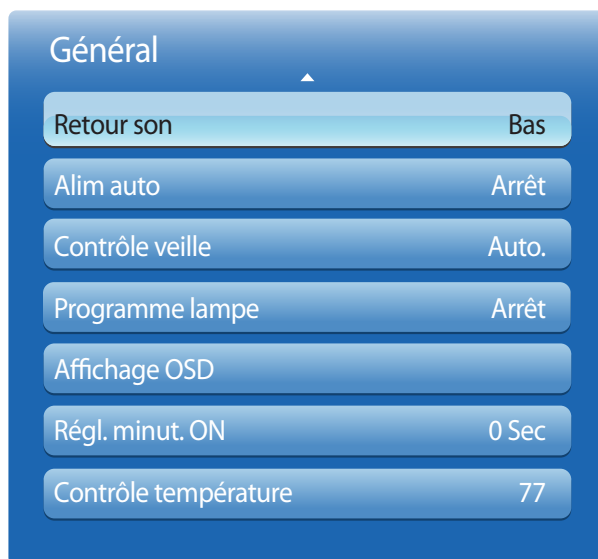 Général
Retour son Bas
Alim auto Arrêt
Contrôle veille Auto.
Programme lampe Arrêt
Affichage OSD
Régl. minut. ON 0 Sec
Contrôle température 77